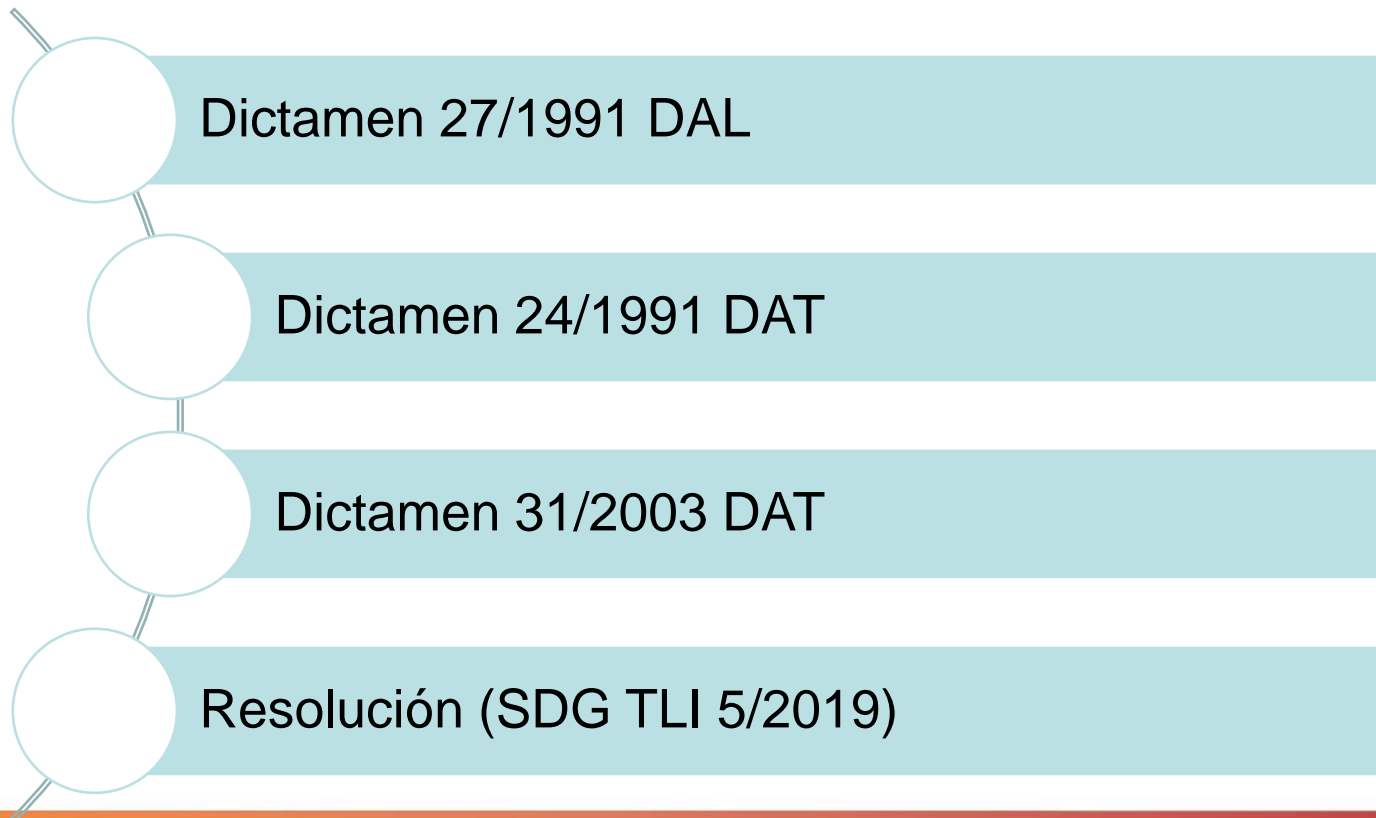 Dictamen 27/1991 DAL
Dictamen 24/1991 DAT
Dictamen 31/2003 DAT
Resolución (SDG TLI 5/2019)